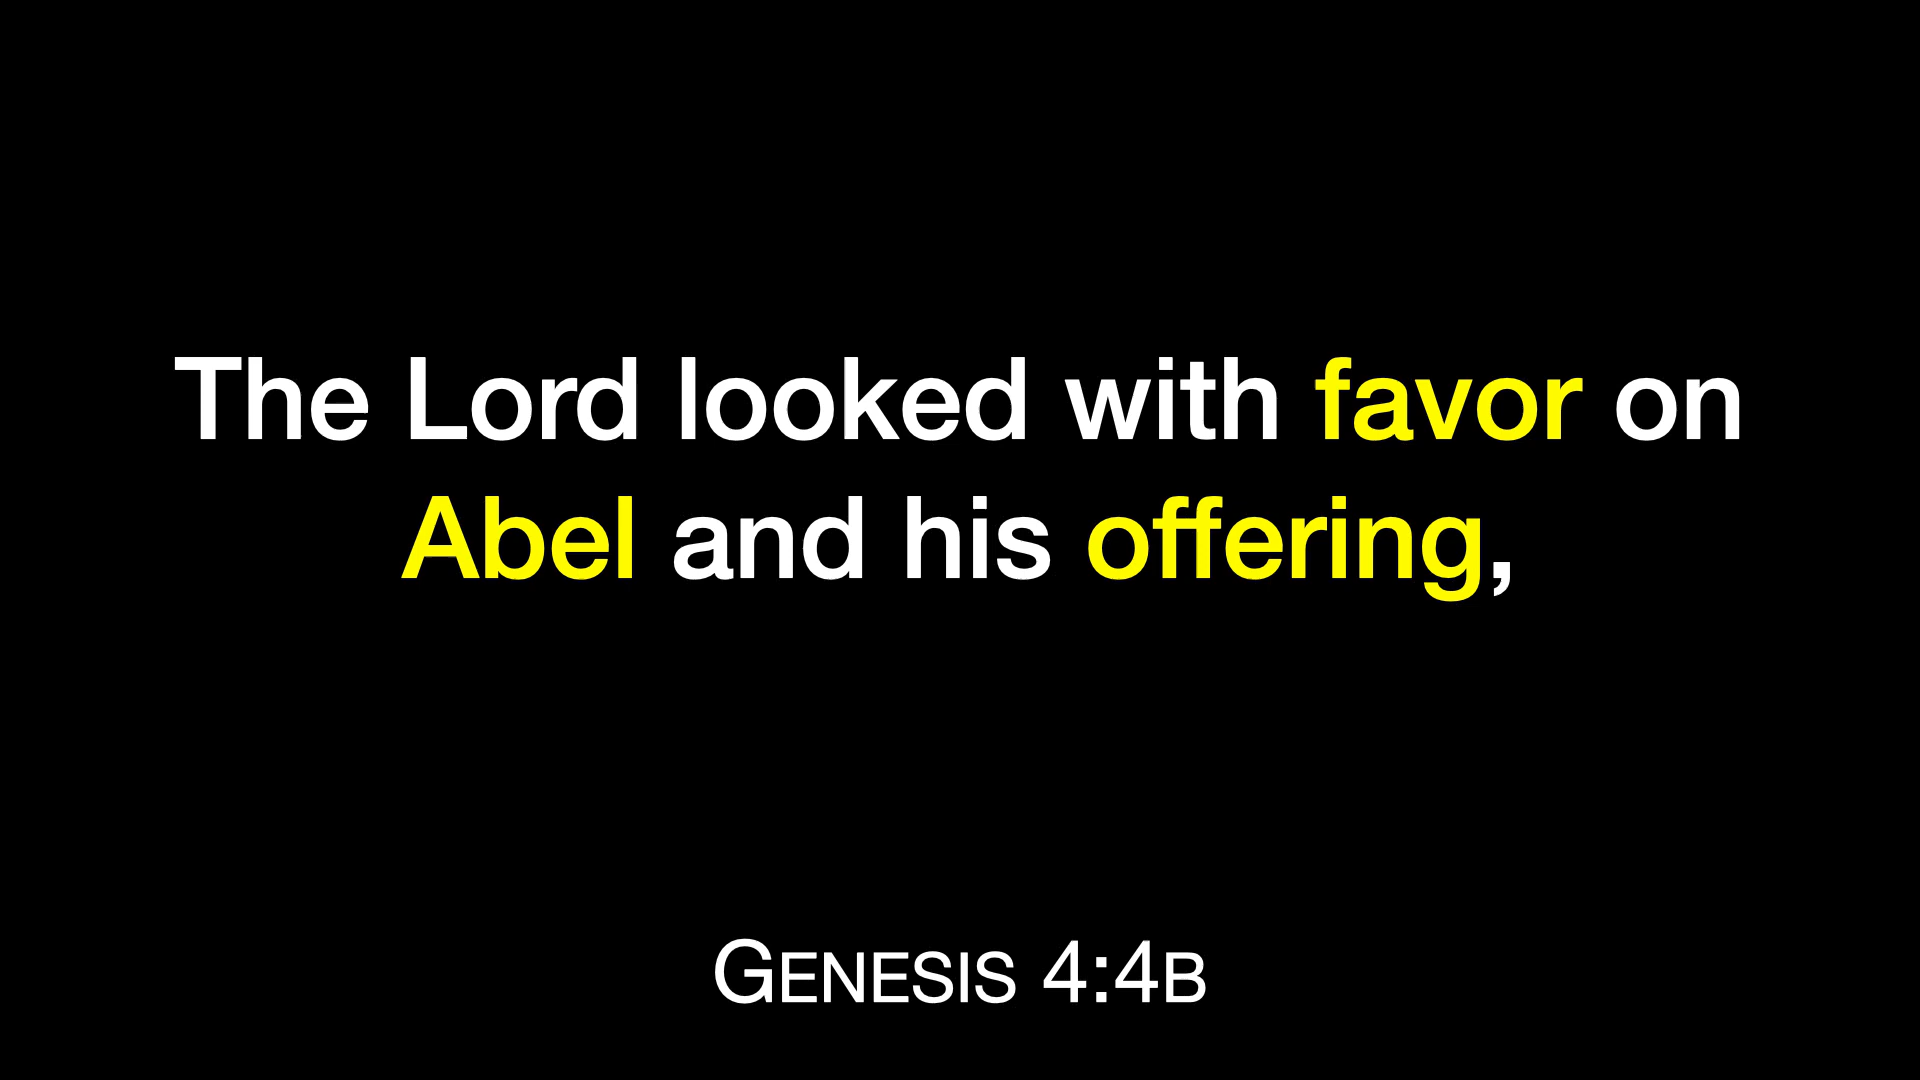 The Lord looked with favor on
Abel and his offering,
GENESIS 4:4B